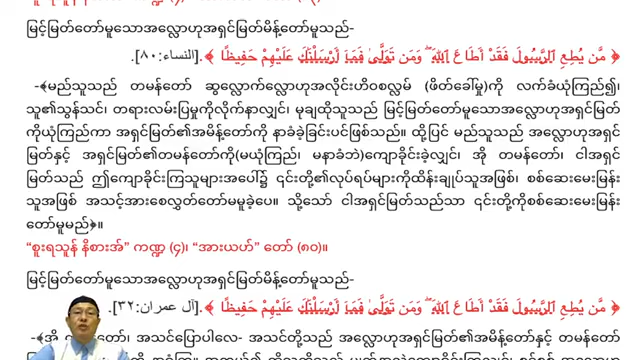 မြင့်မြတ်တော်မူသောအလ္လောဟုအရှင်မြတ်မိန့်တော်မူသည်-
﴿ مَّن يُطِعِ الرَّسُولَ فَقَدْ أَطَاعَ اللَّهَ ۖ وَمَن تَوَلَّىٰ فَمَا أَرْسَلْنَاكَ عَلَيْهِمْ حَفِيظًا ﴾.[النساء:٨٠].
-﴿မည်သူသည် တမန်တော် ဆွလ္လောက်လ္လောဟုအလိုင်းဟိဝစလ္လမ် (ဖိတ်ခေါ်မှု)ကို လက်ခံယုံကြည်၍၊
သူ၏သွန်သင်၊ တရားလမ်းပြမှုကိုလိုက်နာလျှင်၊ မုချထိုသူသည် မြင့်မြတ်တော်မူသောအလ္လောဟုအရှင်မြတ်
ကိုယုံကြည်ကာ အရှင်မြတ်၏အမိန့်တော်ကို နာခံခဲ့ခြင်းပင်ဖြစ်သည်။ ထို့ပြင် မည်သူသည် အလ္လောဟုအရှင်
မြတ်နှင့် အရှင်မြတ်၏တမန်တော်ကို(မယုံကြည်၊ မနာခံဘဲ)ကျောခိုင်းခဲ့လျှင်၊ အို တမန်တော်၊ ငါအရှင်
မြတ်သည် ဤကျောခိုင်းကြသူများအပေါ်၌ ၎င်းတို့၏လုပ်ရပ်များကိုထိန်းချုပ်သူအဖြစ်၊ စစ်ဆေးမေးမြန်း
သူအဖြစ် အသင့်အားစေလွှတ်တော်မမူခဲ့ပေ။ သို့သော် ငါအရှင်မြတ်သည်သာ ၎င်းတို့ကိုစစ်ဆေးမေးမြန်း
တော်မူမည်﴾။
“စူးရသူန် နိစားအ်” ကဏ္ဍ (၄)၊ “အားယဟ်” တော် (၈၀)။
မြင့်မြတ်တော်မူသောအလ္လောဟုအရှင်မြတ်မိန့်တော်မူသည်-
﴿ مَّن يُطِعِ الرَّسُولَ فَقَدْ أَطَاعَ اللَّهَ ۖ وَمَن تَوَلَّىٰ فَمَا أَرْسَلْنَاكَ عَلَيْهِمْ حَفِيظًا ﴾.[آل عمران:٣٢].
-﴿အို တမန်တော်၊ အသင်ပြောပါလေ- အသင်တို့သည် အလ္လောဟုအရှင်မြတ်နှင့် တမန်တော်